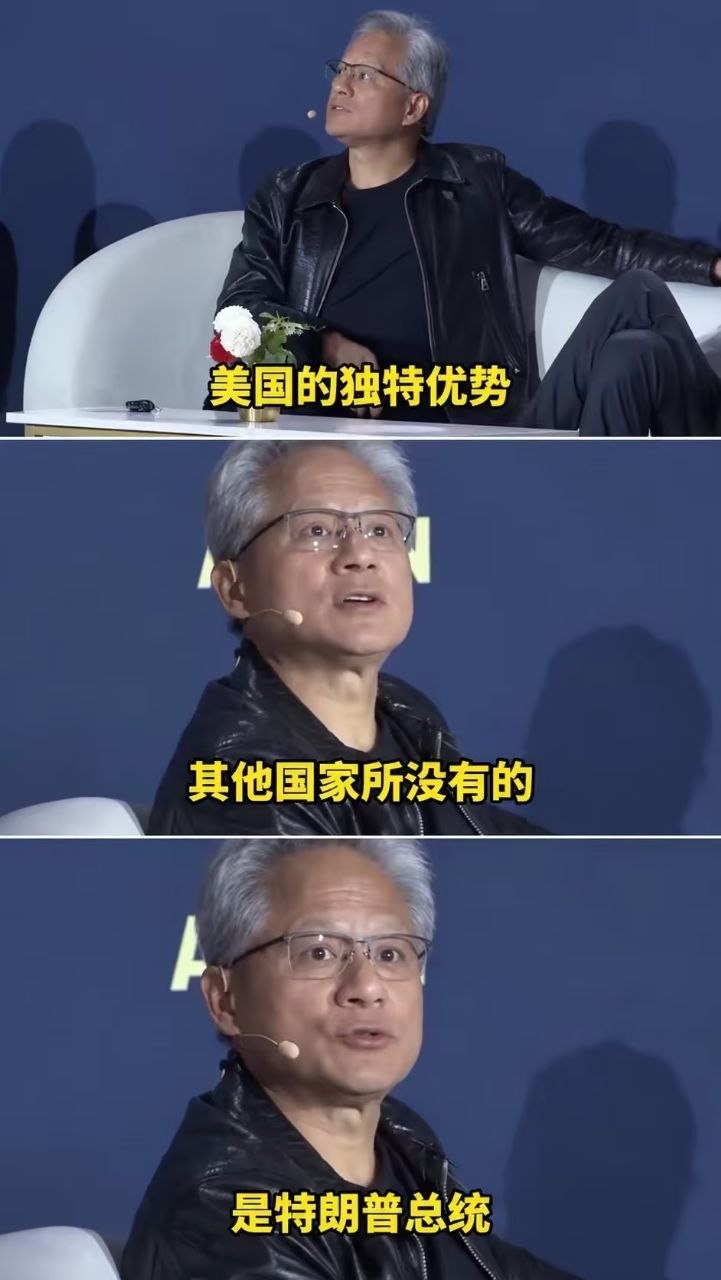 美国的独特优势
其他国家所没有的
是特朗普总统